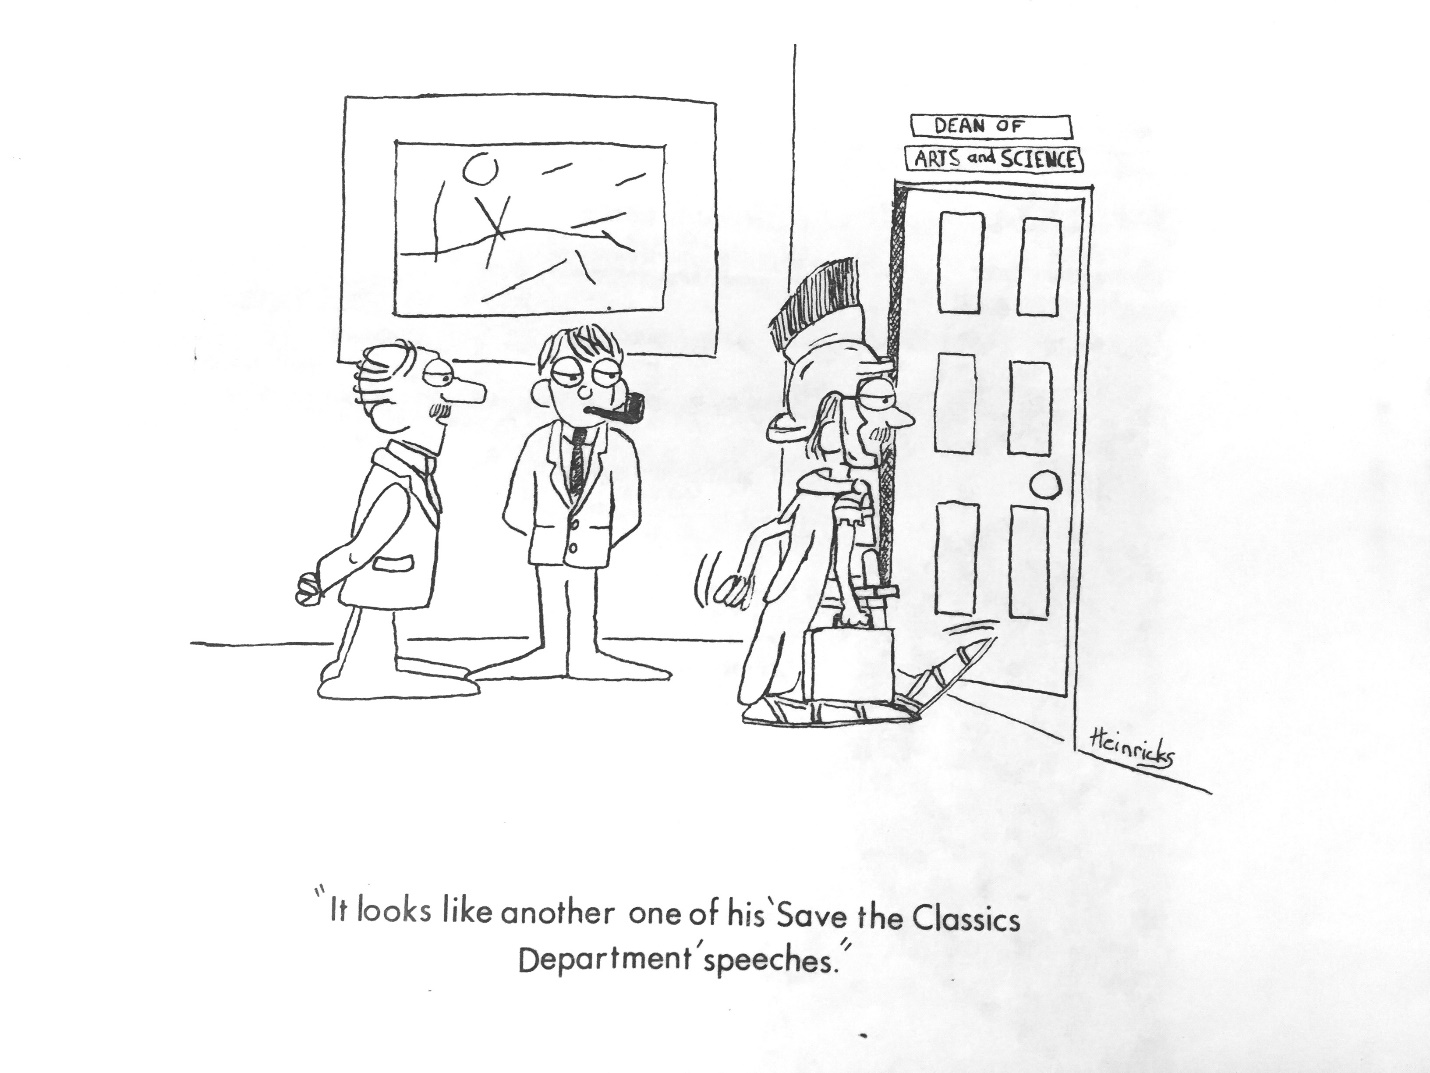 DEAN OF
ARTS and SCIENCE
Heinricks
"It looks like another one of his 'Save the Classics
Department' speeches."